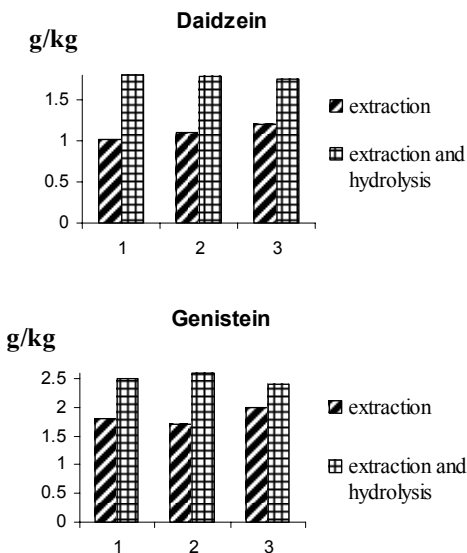 Daidzein
g/kg
1.5
1
0.5
0
1 2 3
extraction
extraction and
hydrolysis
Genistein
g/kg
2.5
2
1.5
1
0.5
0
1 2 3
extraction
extraction and
hydrolysis